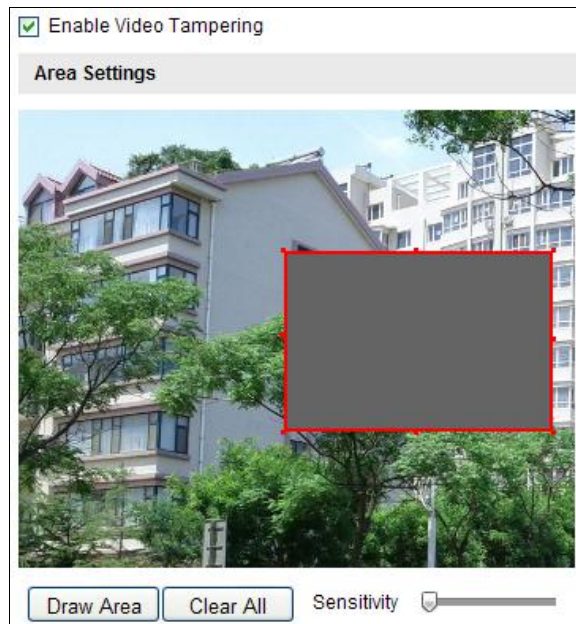 Enable Video Tampering
Area Settings
Draw Area
Clear All
Sensitivity